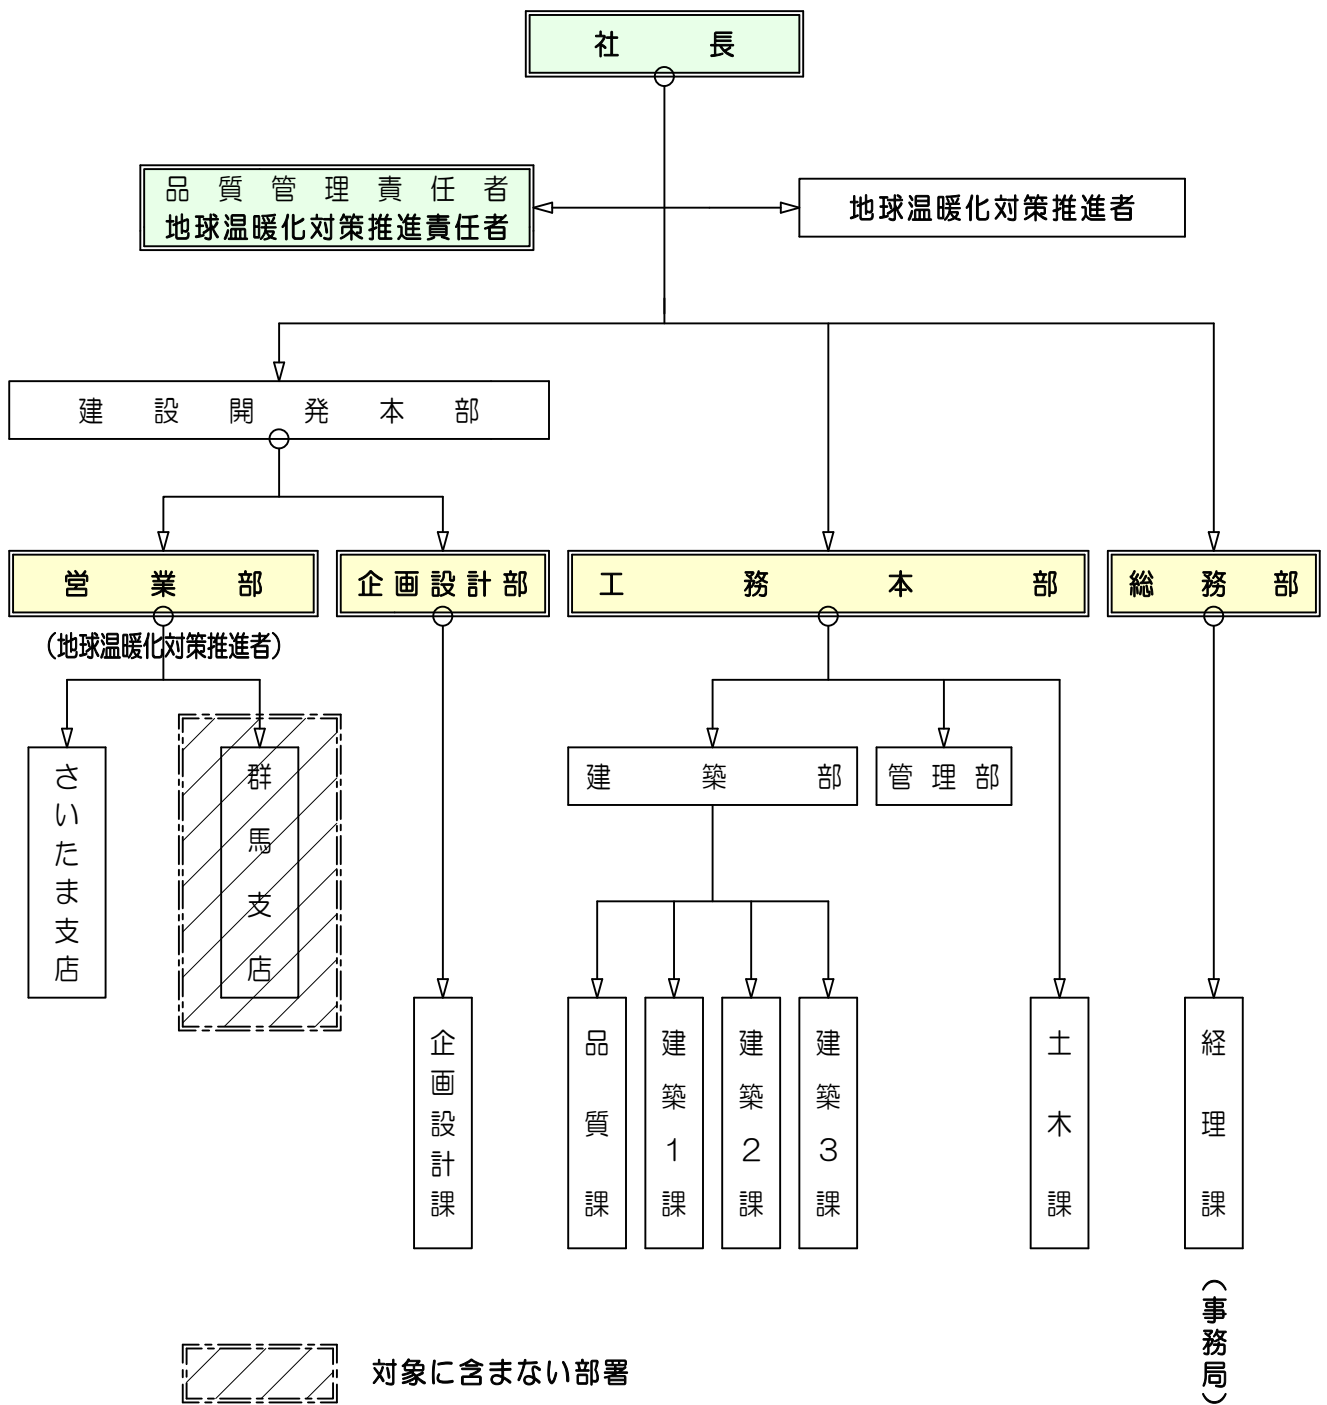 社長
品質管理責任者
地球温暖化対策推進責任者
地球温暖化対策推進者
建設開発本部
営業部
企画設計部
工務本部
総務部
（地球温暖化対策推進者）
さいたま支店
群馬支店
建築部
管理部
企画設計課
品質課
建築１課
建築２課
建築３課
土木課
経理課
（事務局）
対象に含まない部署